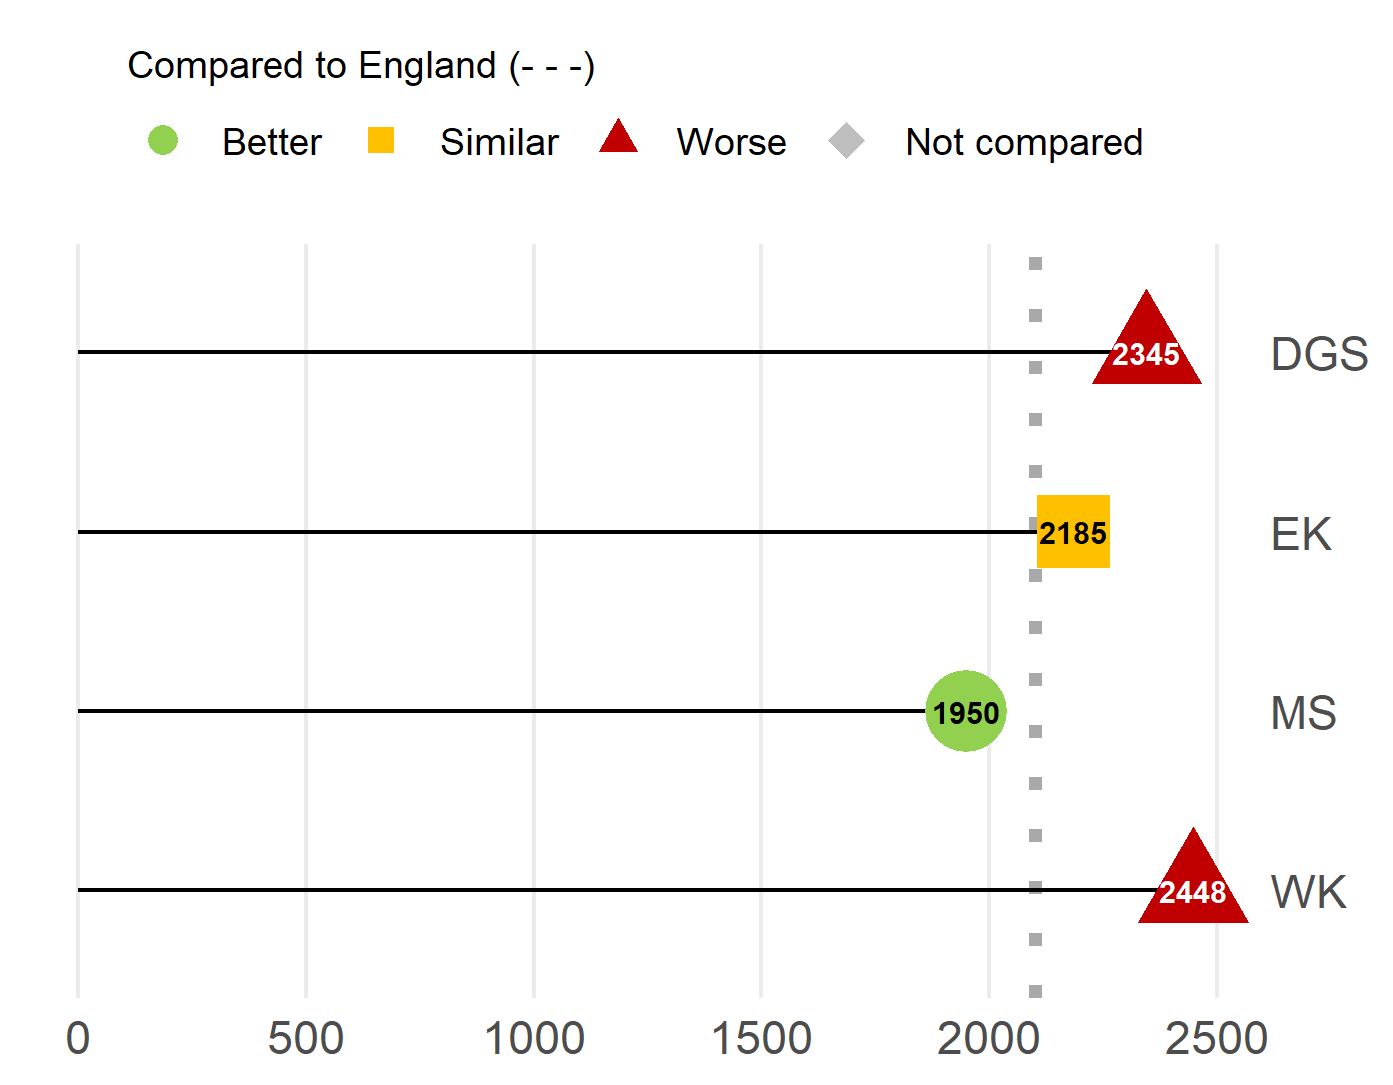 Compared to England (- - -)
Better Similar Worse Not compared
2345 DGS
2185 EK
1950 MS
2448 WK
0 500 1000 1500 2000 2500